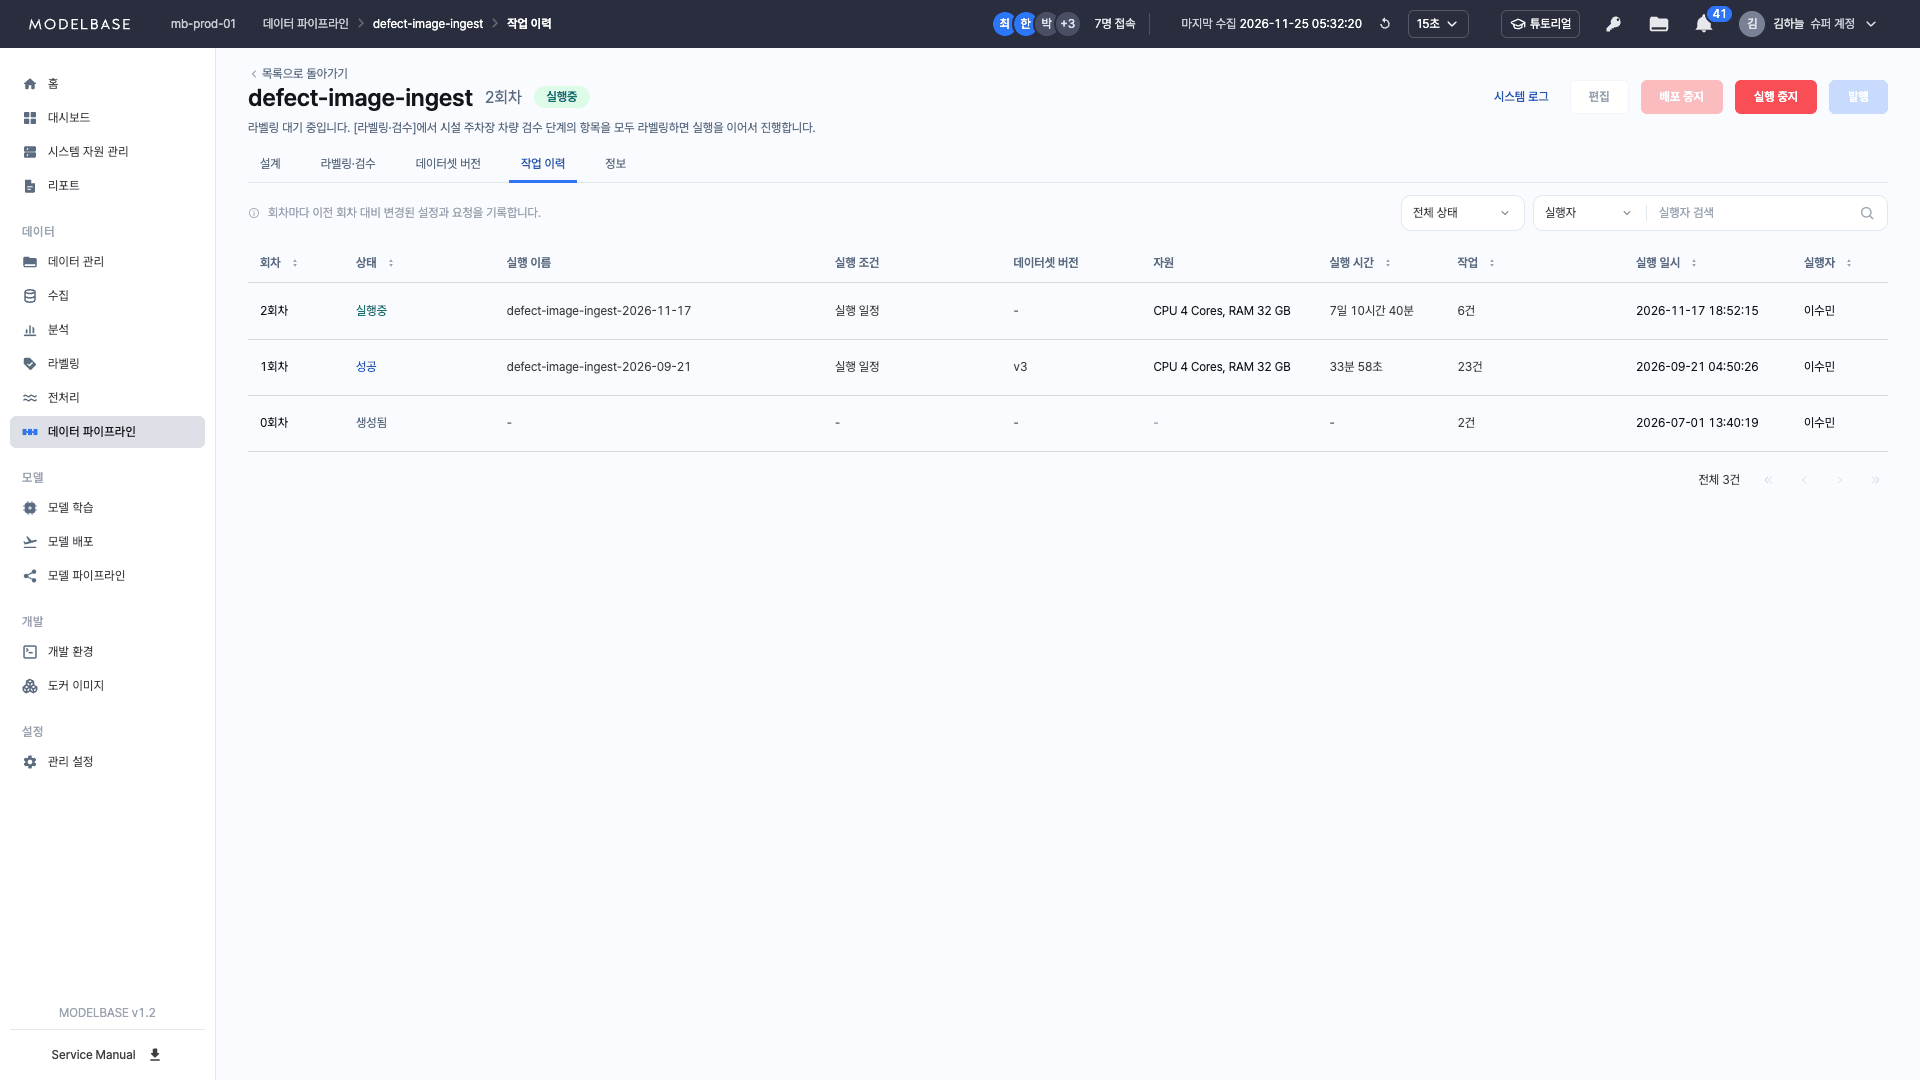 MODELBASE
mb-prod-01
데이터 파이프라인 > defect-image-ingest > 작업 이력
최 한 박 +3 7명 접속
마지막 수집 2026-11-25 05:32:20
15초
튜토리얼
41
김 김하늘 슈퍼 계정
홈
대시보드
시스템 자원 관리
리포트
데이터
데이터 관리
수집
분석
라벨링
전처리
데이터 파이프라인
모델
모델 학습
모델 배포
모델 파이프라인
개발
개발 환경
도커 이미지
설정
관리 설정
MODELBASE v1.2
Service Manual
목록으로 돌아가기
defect-image-ingest 2회차 실행중
시스템 로그 편집 배포 중지 실행 중지 발행
라벨링 대기 중입니다. [라벨링·검수]에서 시설 주차장 차량 검수 단계의 항목을 모두 라벨링하면 실행을 이어서 진행합니다.
설계 라벨링·검수 데이터셋 버전 작업 이력 정보
회차마다 이전 회차 대비 변경된 설정과 요청을 기록합니다.
전체 상태 실행자 실행자 검색
회차 상태 실행 이름 실행 조건 데이터셋 버전 자원 실행 시간 작업 실행 일시 실행자
2회차 실행중 defect-image-ingest-2026-11-17 실행 일정 - CPU 4 Cores, RAM 32 GB 7일 10시간 40분 6건 2026-11-17 18:52:15 이수민
1회차 성공 defect-image-ingest-2026-09-21 실행 일정 v3 CPU 4 Cores, RAM 32 GB 33분 58초 23건 2026-09-21 04:50:26 이수민
0회차 생성됨 - - - - - 2건 2026-07-01 13:40:19 이수민
전체 3건